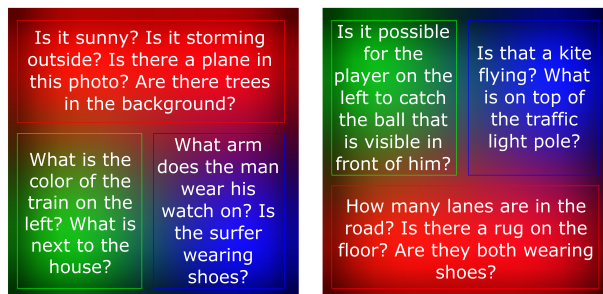 Is it sunny? Is it storming
outside? Is there a plane in
this photo? Are there trees
in the background?
What is the
color of the
train on the
left? What is
next to the
house?
What arm
does the man
wear his
watch on? Is
the surfer
wearing
shoes?
Is it possible
for the
player on the
left to catch
the ball that
is visible in
front of him?
Is that a kite
flying? What
is on top of
the traffic
light pole?
How many lanes are in the
road? Is there a rug on the
floor? Are they both wearing
shoes?